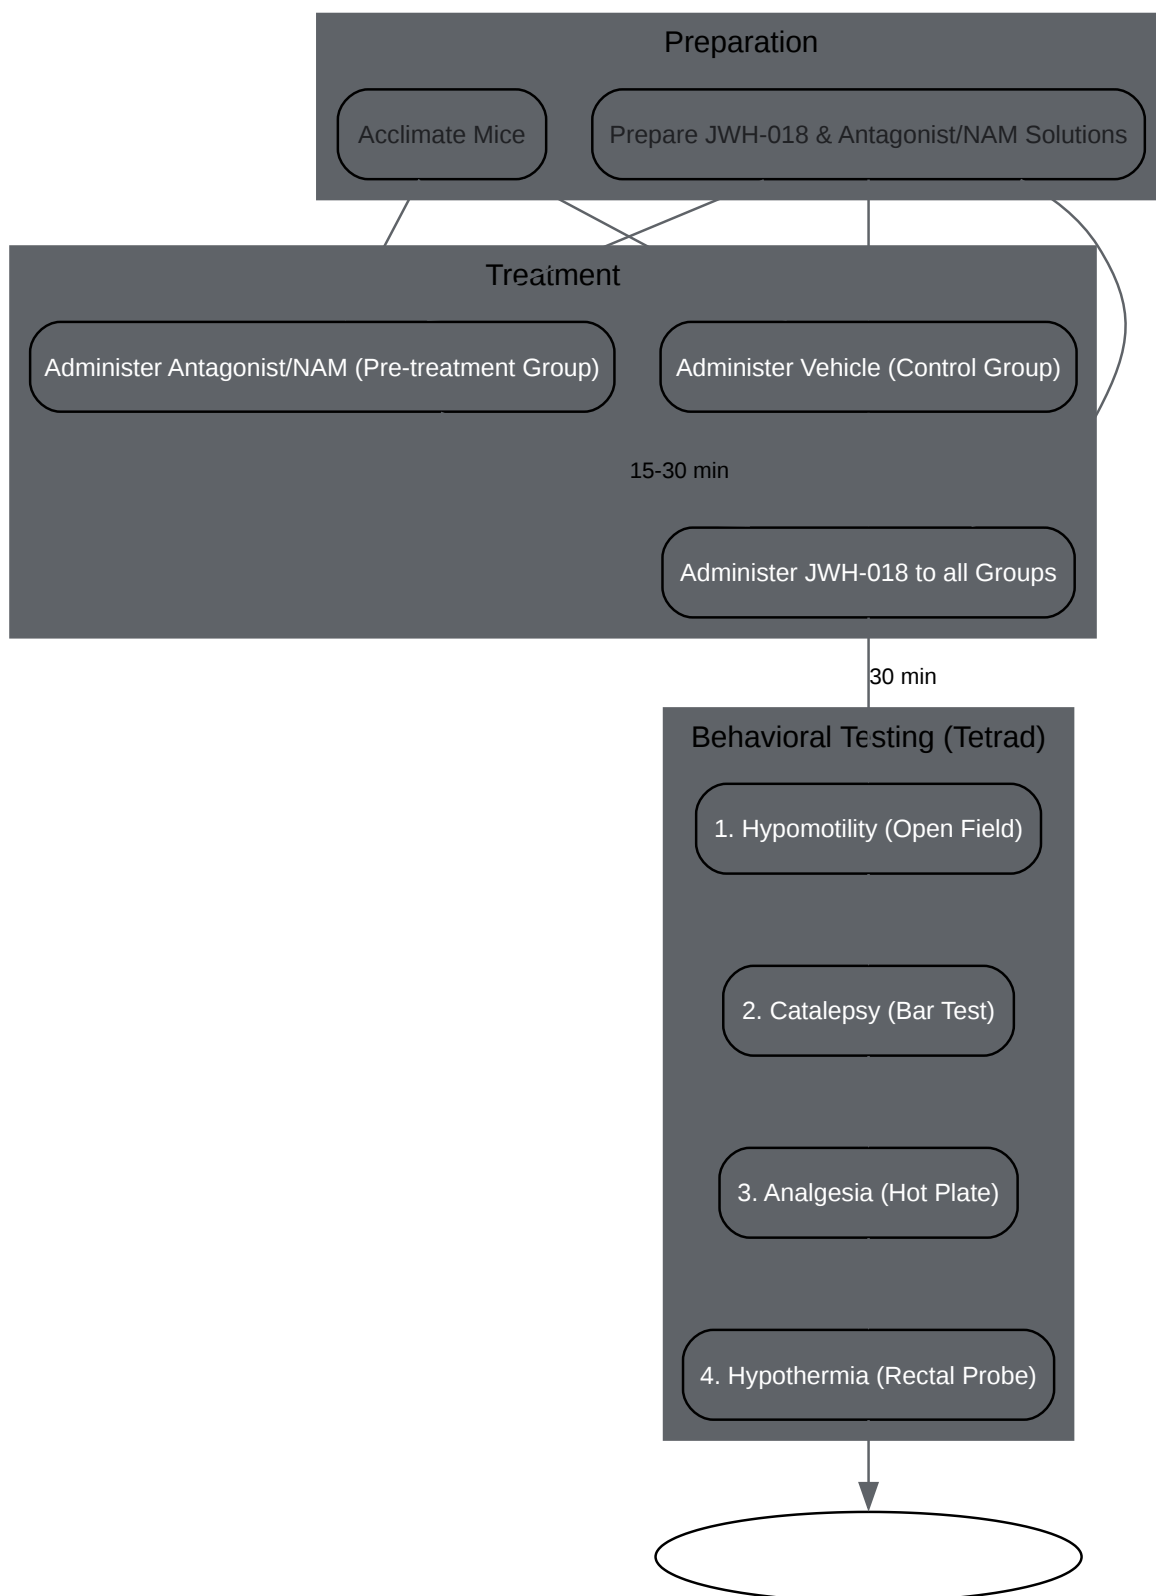 Preparation
Acclimate Mice
Prepare JWH-018 & Antagonist/NAM Solutions
Treatment
Administer Antagonist/NAM (Pre-treatment Group)
Administer Vehicle (Control Group)
15-30 min
Administer JWH-018 to all Groups
30 min
Behavioral Testing (Tetrad)
1. Hypomotility (Open Field)
2. Catalepsy (Bar Test)
3. Analgesia (Hot Plate)
4. Hypothermia (Rectal Probe)